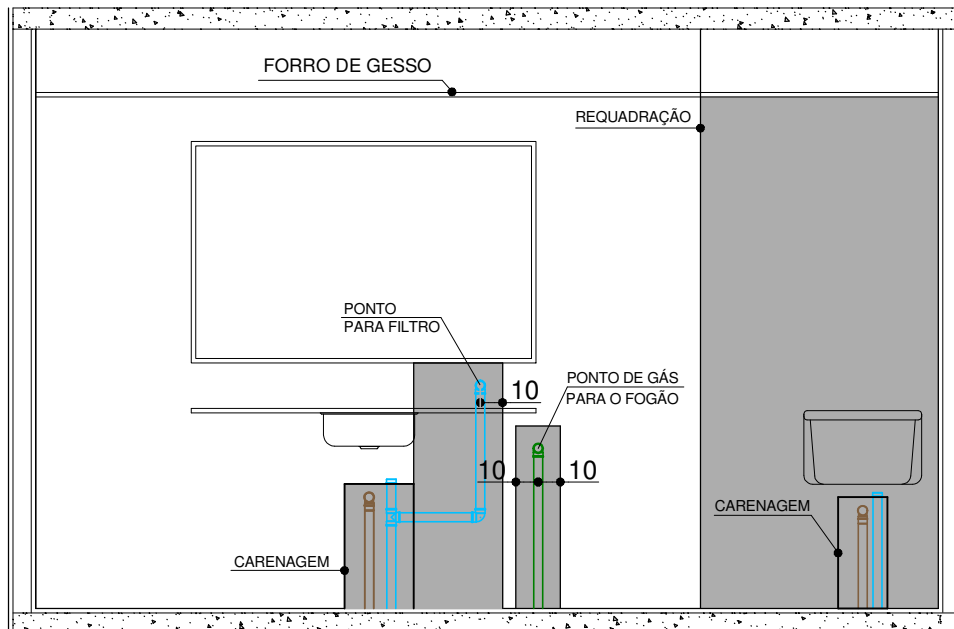 FORRO DE GESSO
REQUADRAÇÃO
PONTO
PARA FILTRO
10
PONTO DE GÁS
PARA O FOGÃO
10
10
CARENAGEM
CARENAGEM